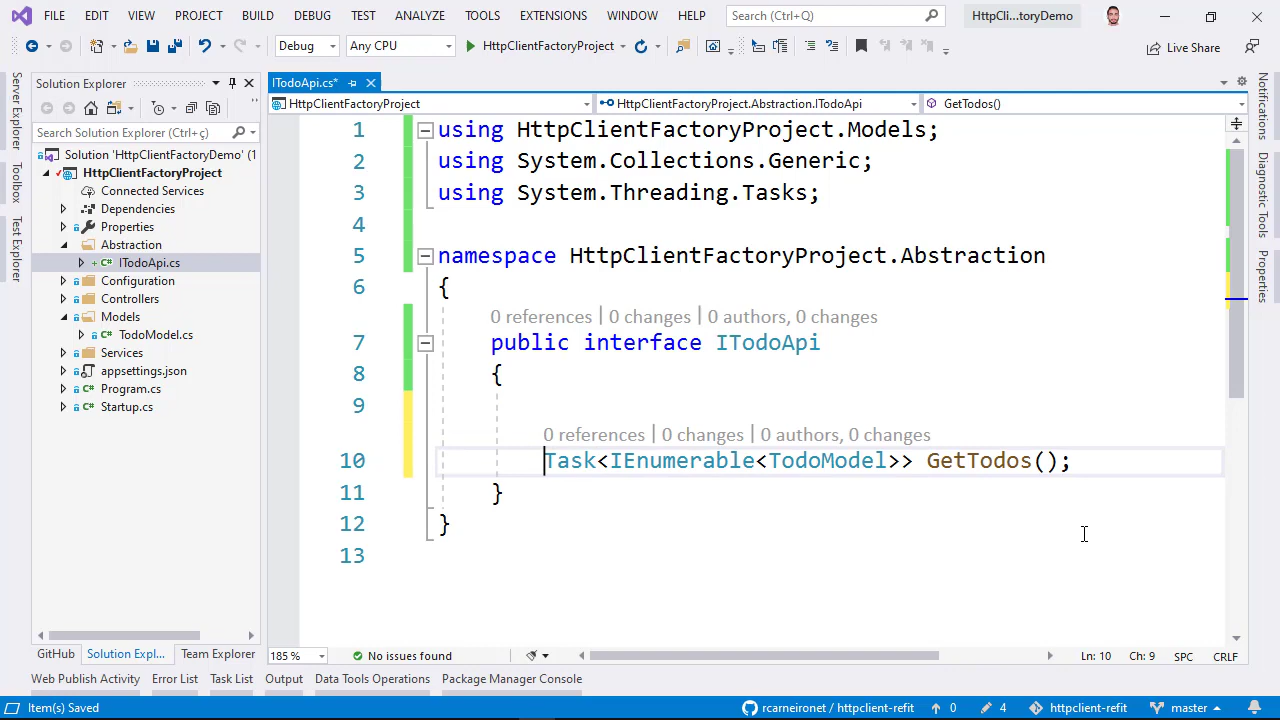 FILE EDIT VIEW PROJECT BUILD DEBUG TEST ANALYZE TOOLS EXTENSIONS WINDOW HELP Search (Ctrl+Q) HttpCli...toryDemo
Debug Any CPU HttpClientFactoryProject Live Share
Server Explorer
Toolbox
Test Explorer
Solution Explorer
Search Solution Explorer (Ctrl+ç)
Solution 'HttpClientFactoryDemo' (1
HttpClientFactoryProject
Connected Services
Dependencies
Properties
Abstraction
ITodoApi.cs
Configuration
Controllers
Models
TodoModel.cs
Services
appsettings.json
Program.cs
Startup.cs
GitHub Solution Expl... Team Explorer
ITodoApi.cs*
HttpClientFactoryProject HttpClientFactoryProject.Abstraction.ITodoApi GetTodos()
1 using HttpClientFactoryProject.Models;
2 using System.Collections.Generic;
3 using System.Threading.Tasks;
4
5 namespace HttpClientFactoryProject.Abstraction
6 {
0 references | 0 changes | 0 authors, 0 changes
7 public interface ITodoApi
8 {
9
0 references | 0 changes | 0 authors, 0 changes
10 Task<IEnumerable<TodoModel>> GetTodos();
11 }
12 }
13
185 % No issues found Ln: 10 Ch: 9 SPC CRLF
Notifications
Diagnostic Tools
Properties
Web Publish Activity Error List Task List Output Data Tools Operations Package Manager Console
Item(s) Saved rcarneironet / httpclient-refit 0 4 httpclient-refit master